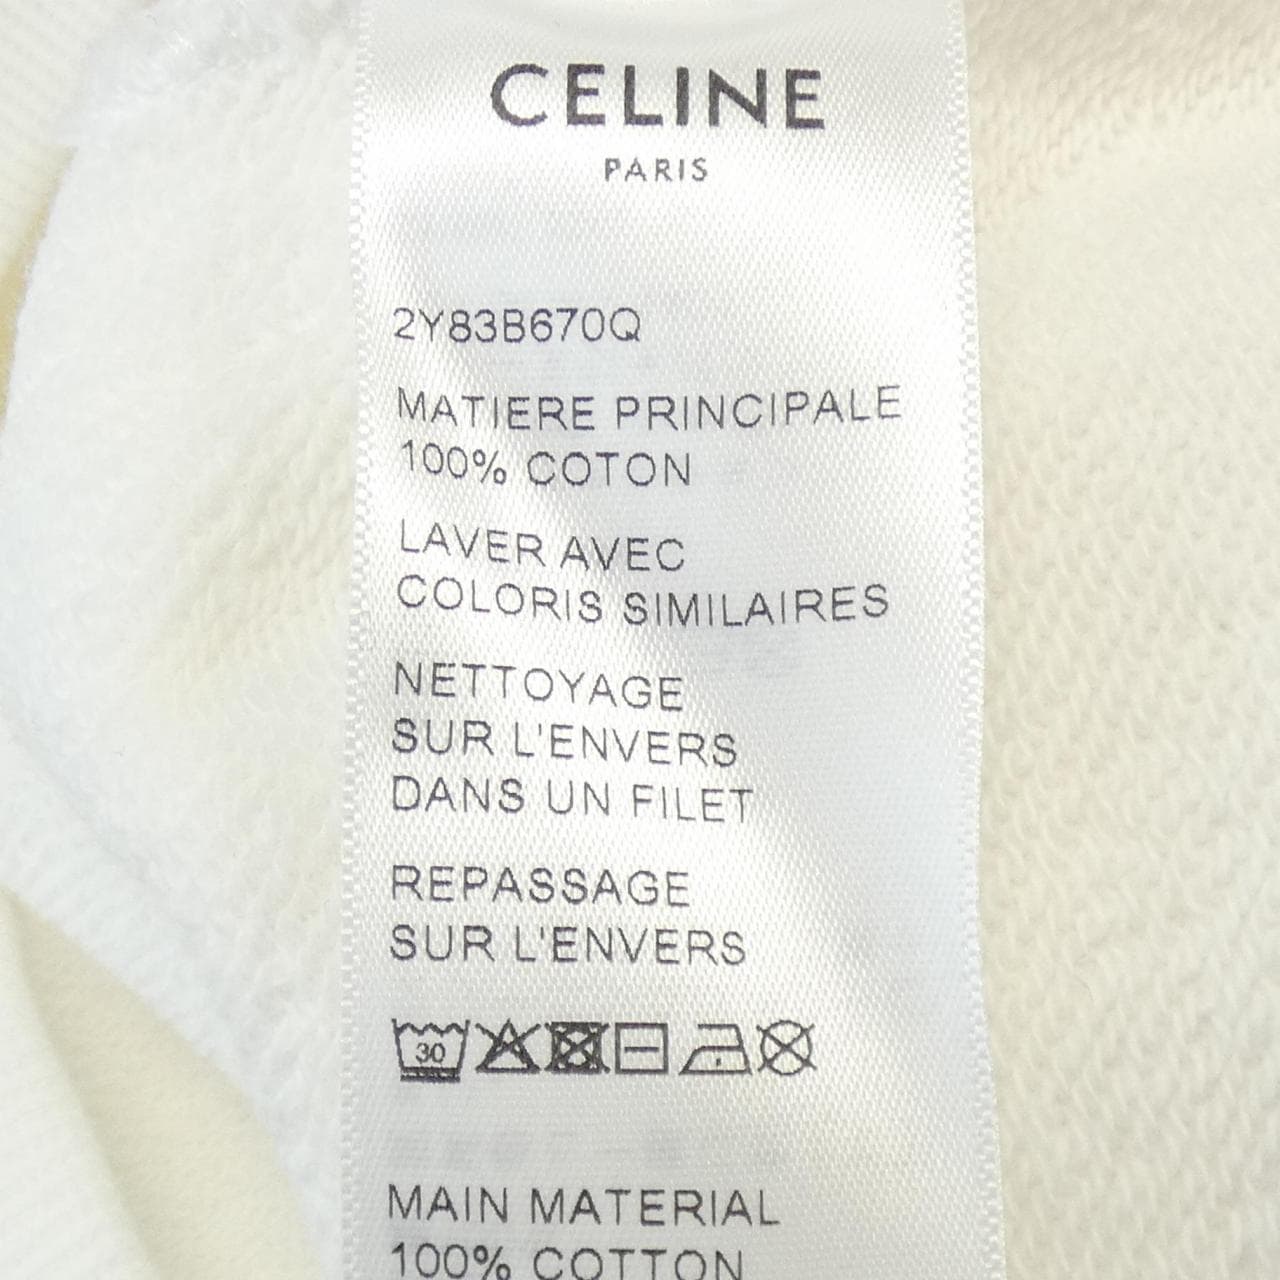 CELINE
PARIS
2Y83B670Q
MATIERE PRINCIPALE
100% COTON
LAVER AVEC
COLORIS SIMILAIRES
NETTOYAGE
SUR L'ENVERS
DANS UN FILET
REPASSAGE
SUR L'ENVERS
30
MAIN MATERIAL
100% COTTON